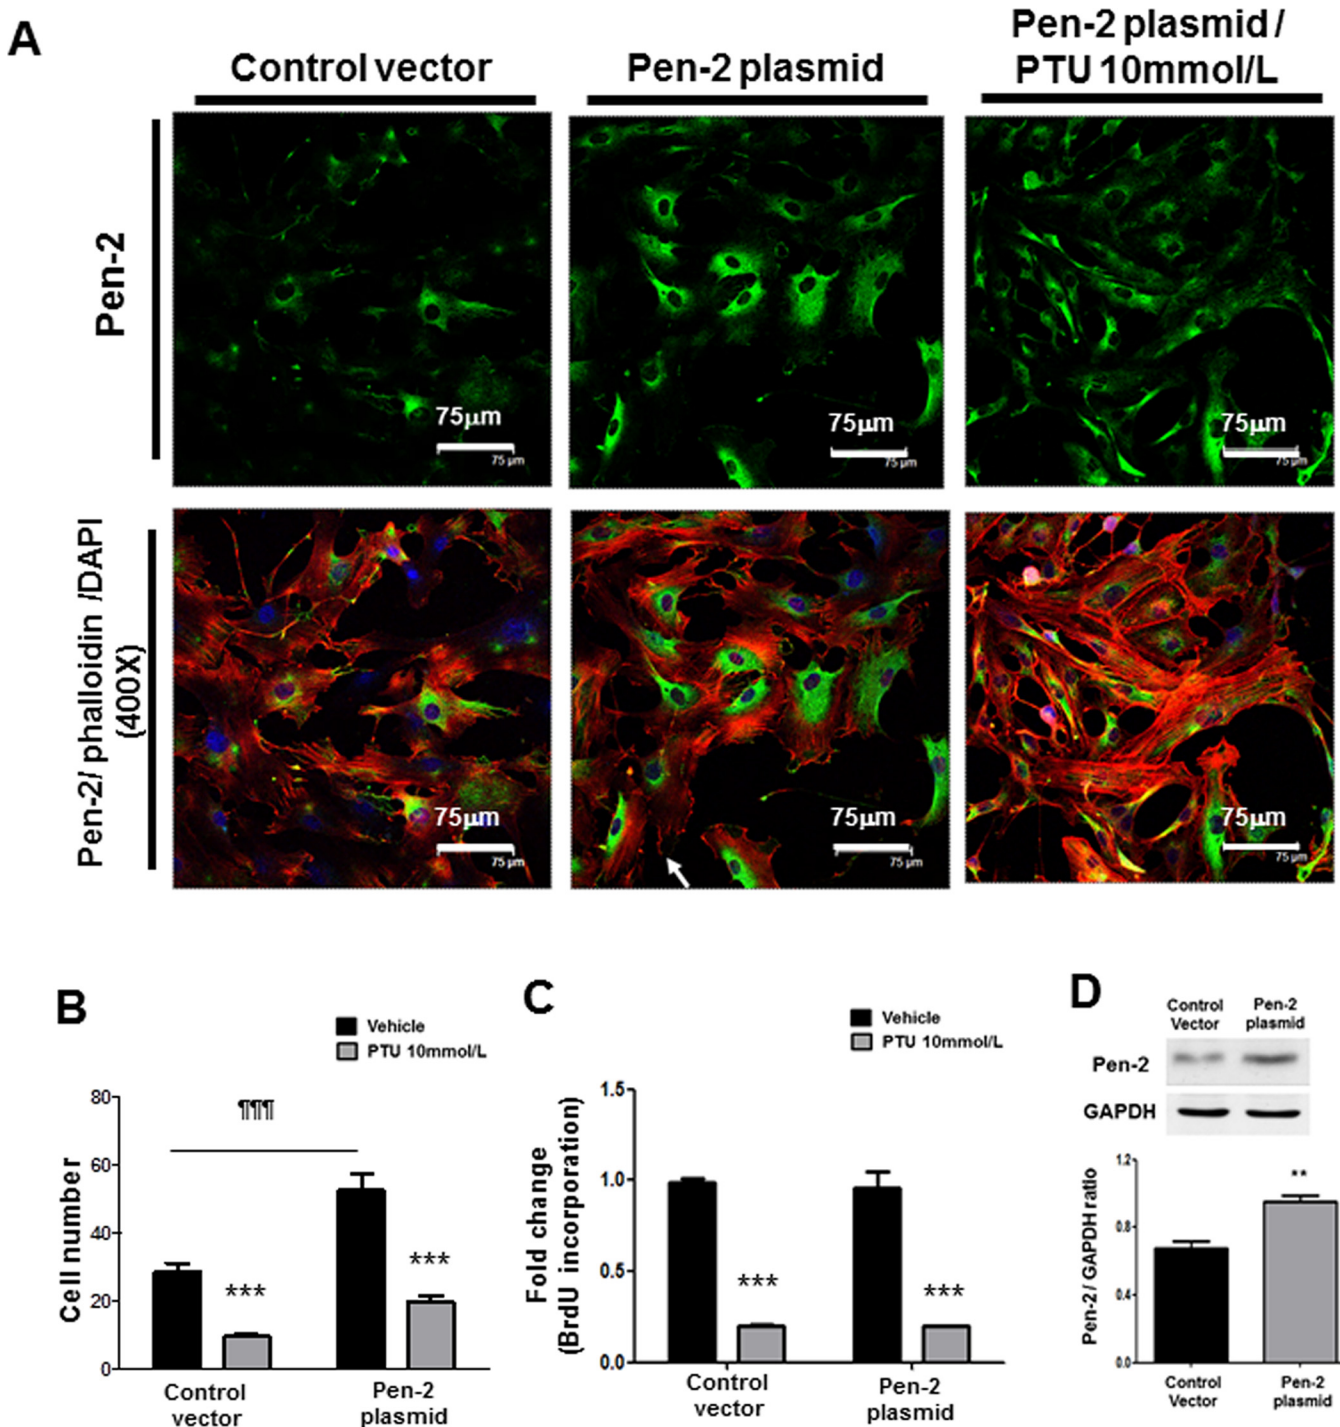 A
Control vector
Pen-2 plasmid
Pen-2 plasmid /
PTU 10mmol/L
Pen-2
75μm
75 μm
75μm
75 μm
75μm
75 μm
Pen-2/ phalloidin /DAPI
(400X)
75μm
75 μm
75μm
75 μm
75μm
75 μm
B
Vehicle
PTU 10mmol/L
Cell number
80
60
40
20
0
¶¶¶
***
***
Control
vector
Pen-2
plasmid
C
Vehicle
PTU 10mmol/L
Fold change
(BrdU incorporation)
1.5
1.0
0.5
0.0
***
***
Control
vector
Pen-2
plasmid
D
Control
Vector
Pen-2
plasmid
Pen-2
GAPDH
Pen-2 / GAPDH ratio
1.2
0.8
0.4
0.0
**
Control
Vector
Pen-2
plasmid